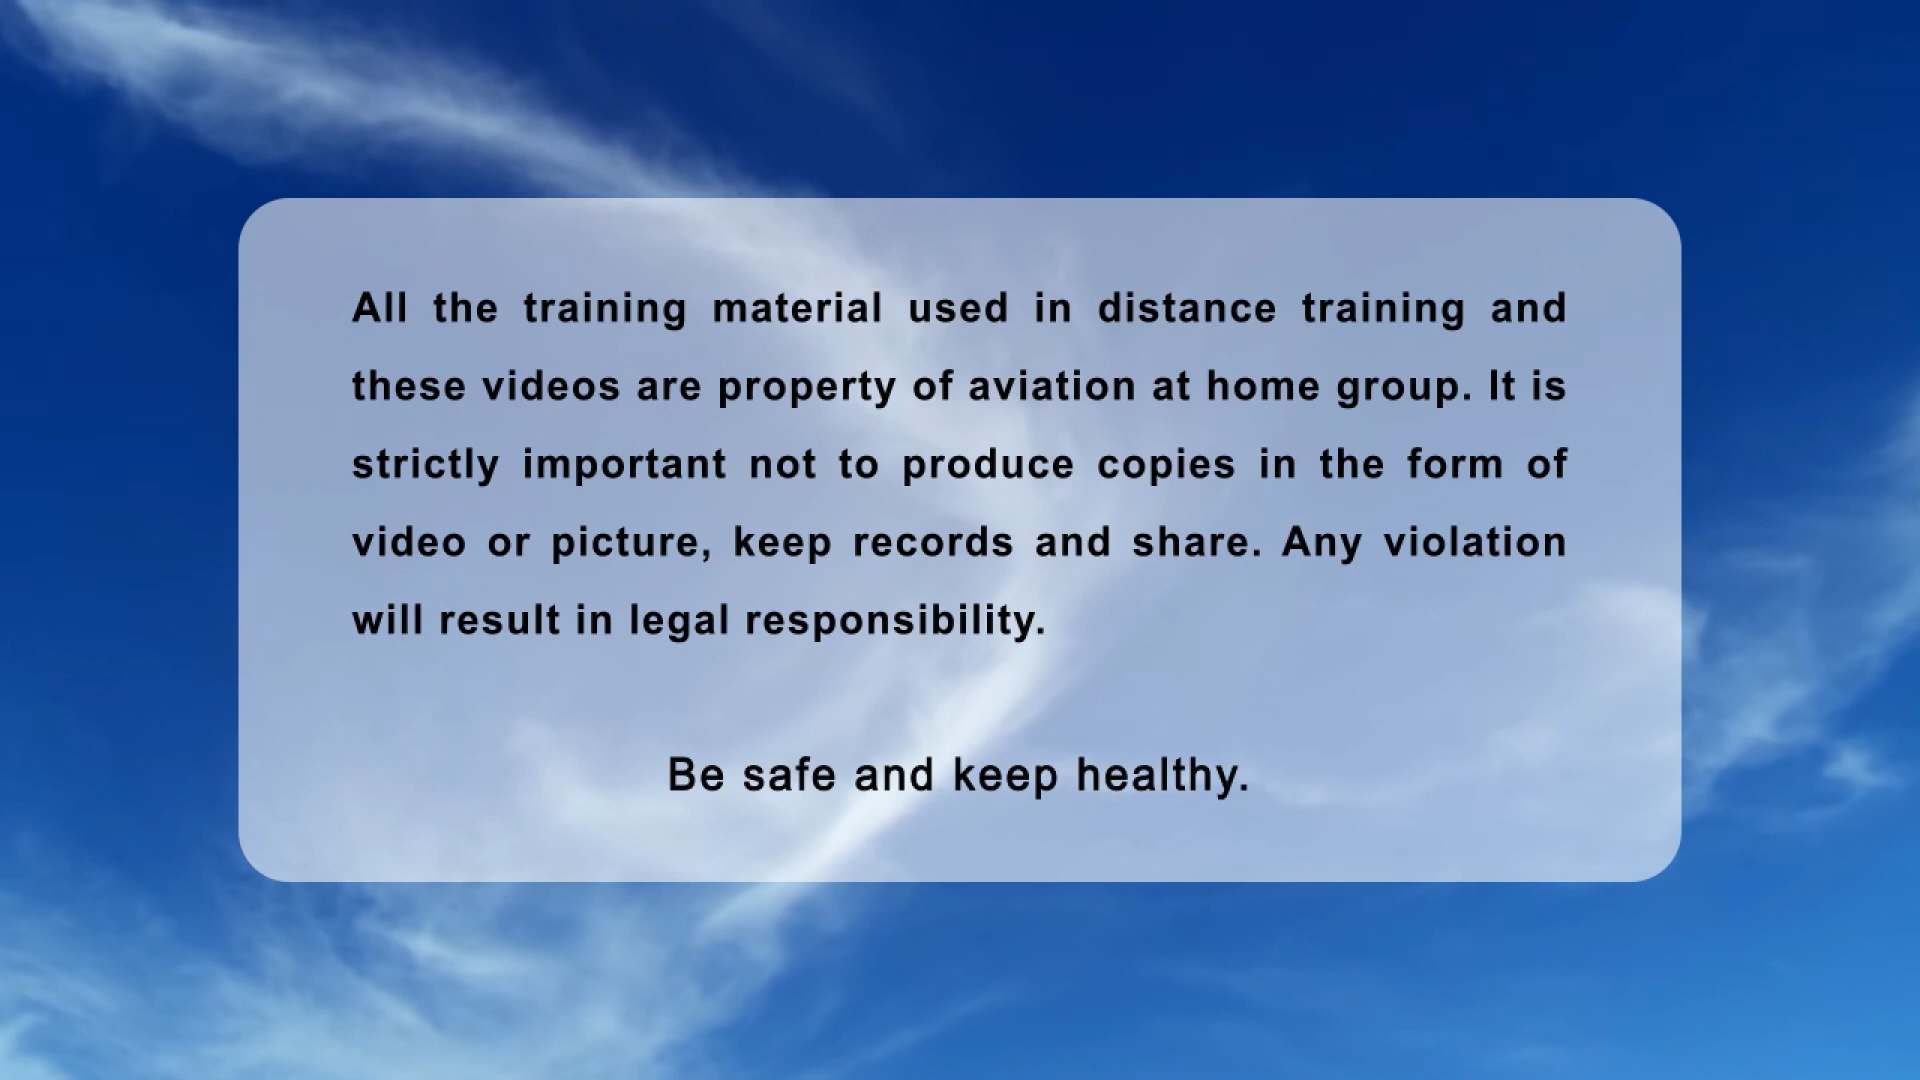 All the training material used in distance training and
these videos are property of aviation at home group. It is
strictly important not to produce copies in the form of
video or picture, keep records and share. Any violation
will result in legal responsibility.
Be safe and keep healthy.